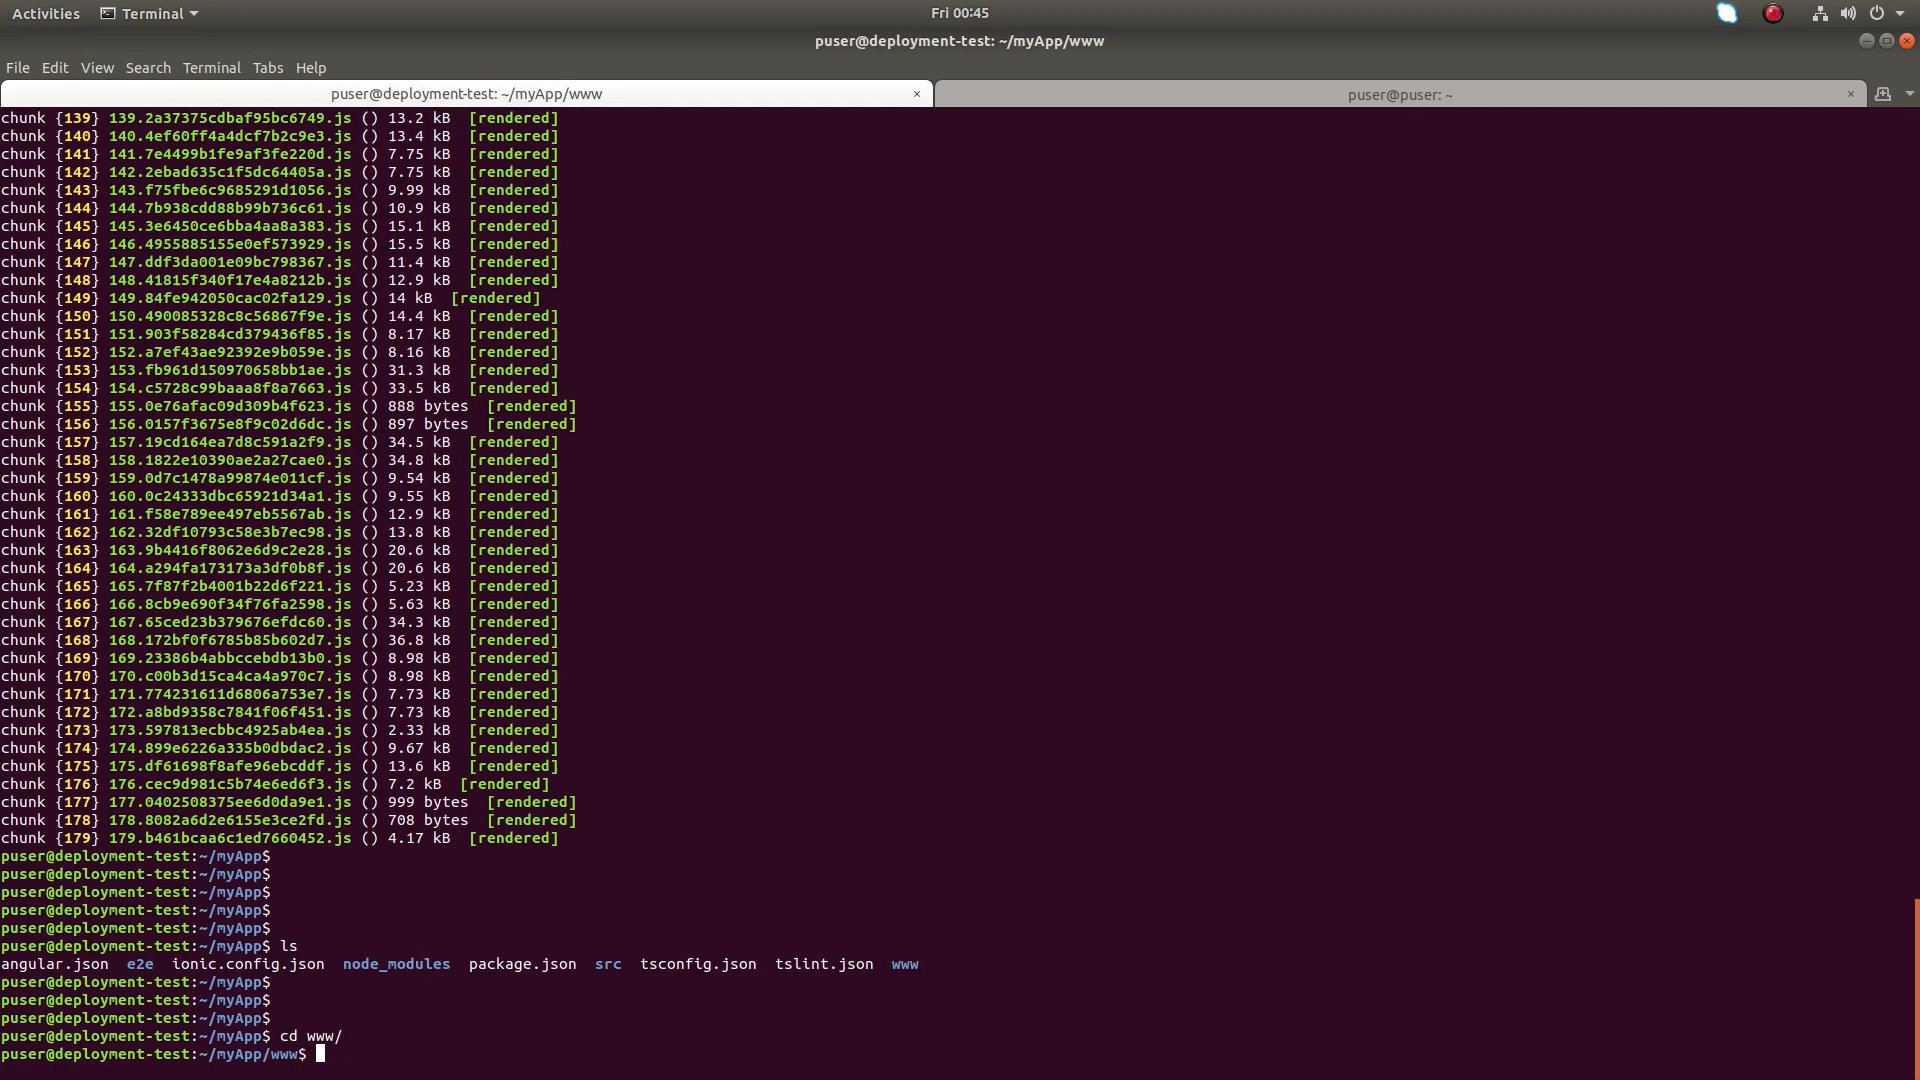 Activities Terminal Fri 00:45
puser@deployment-test: ~/myApp/www
File Edit View Search Terminal Tabs Help
puser@deployment-test: ~/myApp/www × puser@puser: ~ ×
chunk {139} 139.2a37375cdbaf95bc6749.js () 13.2 kB [rendered]
chunk {140} 140.4ef60ff4a4dcf7b2c9e3.js () 13.4 kB [rendered]
chunk {141} 141.7e4499b1fe9af3fe220d.js () 7.75 kB [rendered]
chunk {142} 142.2ebad635c1f5dc64405a.js () 7.75 kB [rendered]
chunk {143} 143.f75fbe6c9685291d1056.js () 9.99 kB [rendered]
chunk {144} 144.7b938cdd88b99b736c61.js () 10.9 kB [rendered]
chunk {145} 145.3e6450ce6bba4aa8a383.js () 15.1 kB [rendered]
chunk {146} 146.4955885155e0ef573929.js () 15.5 kB [rendered]
chunk {147} 147.ddf3da001e09bc798367.js () 11.4 kB [rendered]
chunk {148} 148.41815f340f17e4a8212b.js () 12.9 kB [rendered]
chunk {149} 149.84fe942050cac02fa129.js () 14 kB [rendered]
chunk {150} 150.490085328c8c56867f9e.js () 14.4 kB [rendered]
chunk {151} 151.903f58284cd379436f85.js () 8.17 kB [rendered]
chunk {152} 152.a7ef43ae92392e9b059e.js () 8.16 kB [rendered]
chunk {153} 153.fb961d150970658bb1ae.js () 31.3 kB [rendered]
chunk {154} 154.c5728c99baaa8f8a7663.js () 33.5 kB [rendered]
chunk {155} 155.0e76afac09d309b4f623.js () 888 bytes [rendered]
chunk {156} 156.0157f3675e8f9c02d6dc.js () 897 bytes [rendered]
chunk {157} 157.19cd164ea7d8c591a2f9.js () 34.5 kB [rendered]
chunk {158} 158.1822e10390ae2a27cae0.js () 34.8 kB [rendered]
chunk {159} 159.0d7c1478a99874e011cf.js () 9.54 kB [rendered]
chunk {160} 160.0c24333dbc65921d34a1.js () 9.55 kB [rendered]
chunk {161} 161.f58e789ee497eb5567ab.js () 12.9 kB [rendered]
chunk {162} 162.32df10793c58e3b7ec98.js () 13.8 kB [rendered]
chunk {163} 163.9b4416f8062e6d9c2e28.js () 20.6 kB [rendered]
chunk {164} 164.a294fa173173a3df0b8f.js () 20.6 kB [rendered]
chunk {165} 165.7f87f2b4001b22d6f221.js () 5.23 kB [rendered]
chunk {166} 166.8cb9e690f34f76fa2598.js () 5.63 kB [rendered]
chunk {167} 167.65ced23b379676efdc60.js () 34.3 kB [rendered]
chunk {168} 168.172bf0f6785b85b602d7.js () 36.8 kB [rendered]
chunk {169} 169.23386b4abbccebdb13b0.js () 8.98 kB [rendered]
chunk {170} 170.c00b3d15ca4ca4a970c7.js () 8.98 kB [rendered]
chunk {171} 171.774231611d6806a753e7.js () 7.73 kB [rendered]
chunk {172} 172.a8bd9358c7841f06f451.js () 7.73 kB [rendered]
chunk {173} 173.597813ecbbc4925ab4ea.js () 2.33 kB [rendered]
chunk {174} 174.899e6226a335b0dbdac2.js () 9.67 kB [rendered]
chunk {175} 175.df61698f8afe96ebcddf.js () 13.6 kB [rendered]
chunk {176} 176.cec9d981c5b74e6ed6f3.js () 7.2 kB [rendered]
chunk {177} 177.0402508375ee6d0da9e1.js () 999 bytes [rendered]
chunk {178} 178.8082a6d2e6155e3ce2fd.js () 708 bytes [rendered]
chunk {179} 179.b461bcaa6c1ed7660452.js () 4.17 kB [rendered]
puser@deployment-test:~/myApp$
puser@deployment-test:~/myApp$
puser@deployment-test:~/myApp$
puser@deployment-test:~/myApp$
puser@deployment-test:~/myApp$
puser@deployment-test:~/myApp$ ls
angular.json e2e ionic.config.json node_modules package.json src tsconfig.json tslint.json www
puser@deployment-test:~/myApp$
puser@deployment-test:~/myApp$
puser@deployment-test:~/myApp$
puser@deployment-test:~/myApp$ cd www/
puser@deployment-test:~/myApp/www$